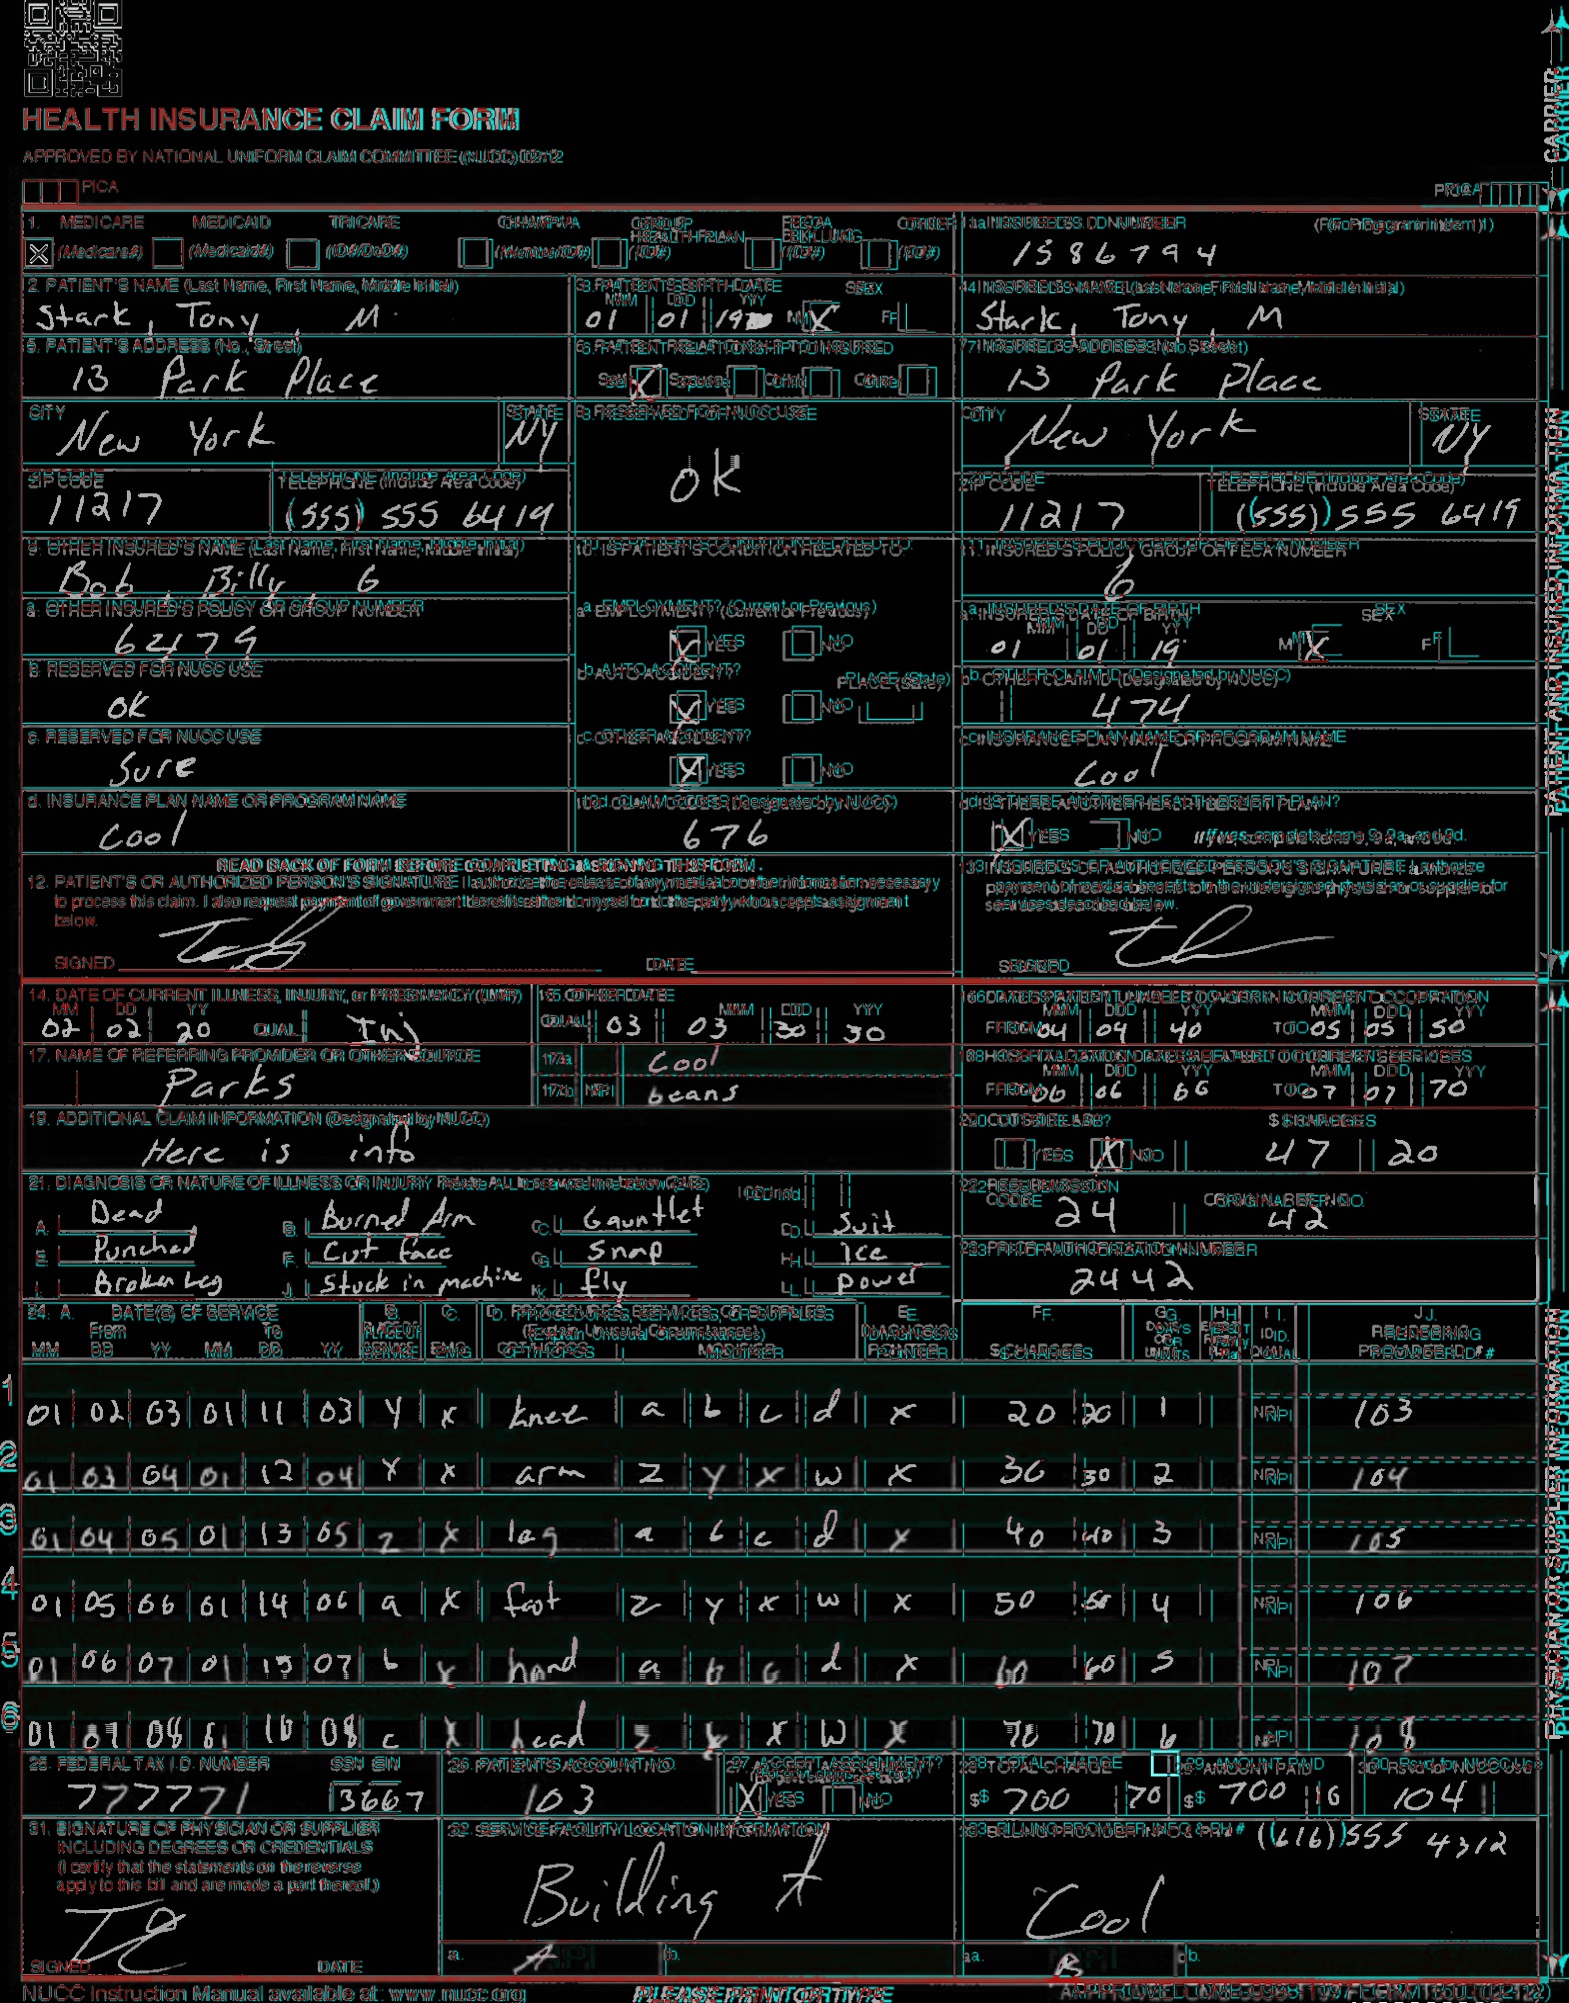 HEALTH INSURANCE CLAIM FORM
APPROVED BY NATIONAL UNIFORM CLAIM COMMITTEE (NUCC) 02/12
PICA PICA
CARRIER
1. MEDICARE MEDICAID TRICARE CHAMPVA GROUP HEALTH PLAN FECA BLK LUNG OTHER 1a. INSURED'S I.D. NUMBER (For Program in Item 1)
X (Medicare#) (Medicaid#) (ID#/DoD#) (Member ID#) (ID#) (ID#) (ID#) 1586794
2. PATIENT'S NAME (Last Name, First Name, Middle Initial) 3. PATIENT'S BIRTH DATE SEX 4. INSURED'S NAME (Last Name, First Name, Middle Initial)
MM DD YY
Stark, Tony, M. 01 01 19 M X F Stark, Tony, M
5. PATIENT'S ADDRESS (No., Street) 6. PATIENT RELATIONSHIP TO INSURED 7. INSURED'S ADDRESS (No., Street)
13 Park Place Self X Spouse Child Other 13 Park Place
CITY STATE 8. RESERVED FOR NUCC USE CITY STATE
New York NY OK New York NY
ZIP CODE TELEPHONE (Include Area Code) ZIP CODE TELEPHONE (Include Area Code)
11217 (555) 555 6419 11217 (555) 555 6419
9. OTHER INSURED'S NAME (Last Name, First Name, Middle Initial) 10. IS PATIENT'S CONDITION RELATED TO: 11. INSURED'S POLICY GROUP OR FECA NUMBER
Bob, Billy, G 6
a. OTHER INSURED'S POLICY OR GROUP NUMBER a. EMPLOYMENT? (Current or Previous) a. INSURED'S DATE OF BIRTH SEX
MM DD YY
62179 X YES NO 01 01 19 M X F
b. RESERVED FOR NUCC USE b. AUTO ACCIDENT? PLACE (State) b. OTHER CLAIM ID (Designated by NUCC)
OK X YES NO 474
c. RESERVED FOR NUCC USE c. OTHER ACCIDENT? c. INSURANCE PLAN NAME OR PROGRAM NAME
Sure X YES NO Cool
d. INSURANCE PLAN NAME OR PROGRAM NAME 10d. CLAIM CODES (Designated by NUCC) d. IS THERE ANOTHER HEALTH BENEFIT PLAN?
Cool 676 X YES NO If yes, complete items 9, 9a, and 9d.
READ BACK OF FORM BEFORE COMPLETING & SIGNING THIS FORM.
12. PATIENT'S OR AUTHORIZED PERSON'S SIGNATURE I authorize the release of any medical or other information necessary
to process this claim. I also request payment of government benefits either to myself or to the party who accepts assignment
below.
SIGNED DATE
13. INSURED'S OR AUTHORIZED PERSON'S SIGNATURE I authorize
payment of medical benefits to the undersigned physician or supplier for
services described below.
SIGNED
PATIENT AND INSURED INFORMATION
14. DATE OF CURRENT ILLNESS, INJURY, or PREGNANCY (LMP) 15. OTHER DATE 16. DATES PATIENT UNABLE TO WORK IN CURRENT OCCUPATION
MM DD YY MM DD YY MM DD YY MM DD YY
02 02 20 QUAL Inj QUAL 03 03 30 30 FROM 04 04 40 TO 05 05 50
17. NAME OF REFERRING PROVIDER OR OTHER SOURCE 17a. Cool 18. HOSPITALIZATION DATES RELATED TO CURRENT SERVICES
MM DD YY MM DD YY
Parks 17b. NPI beans FROM 06 06 66 TO 07 07 70
19. ADDITIONAL CLAIM INFORMATION (Designated by NUCC) 20. OUTSIDE LAB? $ CHARGES
Here is info YES X NO 47 20
21. DIAGNOSIS OR NATURE OF ILLNESS OR INJURY Relate A-L to service line below (24E) ICD Ind. 22. RESUBMISSION CODE ORIGINAL REF. NO.
A. Dead B. Burned Arm C. Gauntlet D. Suit 24 42
E. Punched F. Cut face G. Snap H. Ice 23. PRIOR AUTHORIZATION NUMBER
I. Broken Leg J. Stuck in machine K. fly L. power 2442
24. A. DATE(S) OF SERVICE B. C. D. PROCEDURES, SERVICES, OR SUPPLIES E. F. G. H. I. J.
From To PLACE OF (Explain Unusual Circumstances) DIAGNOSIS DAYS OR EPSDT Family ID. RENDERING
MM DD YY MM DD YY SERVICE EMG CPT/HCPCS MODIFIER POINTER $ CHARGES UNITS Plan QUAL. PROVIDER ID. #
1 01 02 03 01 11 03 Y x knee a b c d x 20 20 1 NPI 103
2 01 03 04 01 12 04 Y x arm z y x w x 30 30 2 NPI 104
3 01 04 05 01 13 05 z x leg a b c d x 40 40 3 NPI 105
4 01 05 06 01 14 06 a x foot z y x w x 50 50 4 NPI 106
5 01 06 07 01 15 07 b x hand a b c d x 60 60 5 NPI 107
6 01 07 08 01 16 08 c x head z y x w x 70 70 6 NPI 108
25. FEDERAL TAX I.D. NUMBER SSN EIN 26. PATIENT'S ACCOUNT NO. 27. ACCEPT ASSIGNMENT? 28. TOTAL CHARGE 29. AMOUNT PAID 30. Rsvd for NUCC Use
777771 3667 103 X YES NO $ 700 70 $ 700 16 104
31. SIGNATURE OF PHYSICIAN OR SUPPLIER
INCLUDING DEGREES OR CREDENTIALS
(I certify that the statements on the reverse
apply to this bill and are made a part thereof.)
SIGNED DATE
32. SERVICE FACILITY LOCATION INFORMATION
Building A
a. A b.
33. BILLING PROVIDER INFO & PH # (616) 555 4312
Cool
a. B b.
PHYSICIAN OR SUPPLIER INFORMATION
NUCC Instruction Manual available at: www.nucc.org PLEASE PRINT OR TYPE APPROVED OMB-0938-1197 FORM 1500 (02-12)